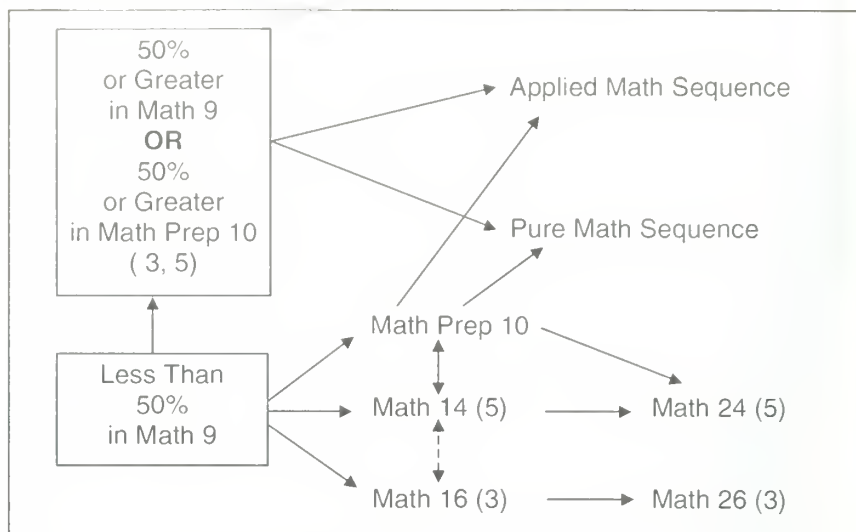 50%
or Greater
in Math 9
OR
50%
or Greater
in Math Prep 10
( 3, 5)
Applied Math Sequence
Pure Math Sequence
Math Prep 10
Less Than
50%
in Math 9
Math 14 (5)
Math 24 (5)
Math 16 (3)
Math 26 (3)